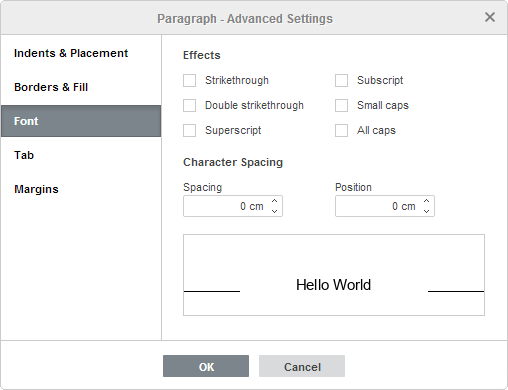 Paragraph - Advanced Settings
Indents & Placement
Borders & Fill
Font
Tab
Margins
Effects
Strikethrough
Subscript
Double strikethrough
Small caps
Superscript
All caps
Character Spacing
Spacing
Position
0 cm
0 cm
Hello World
OK
Cancel